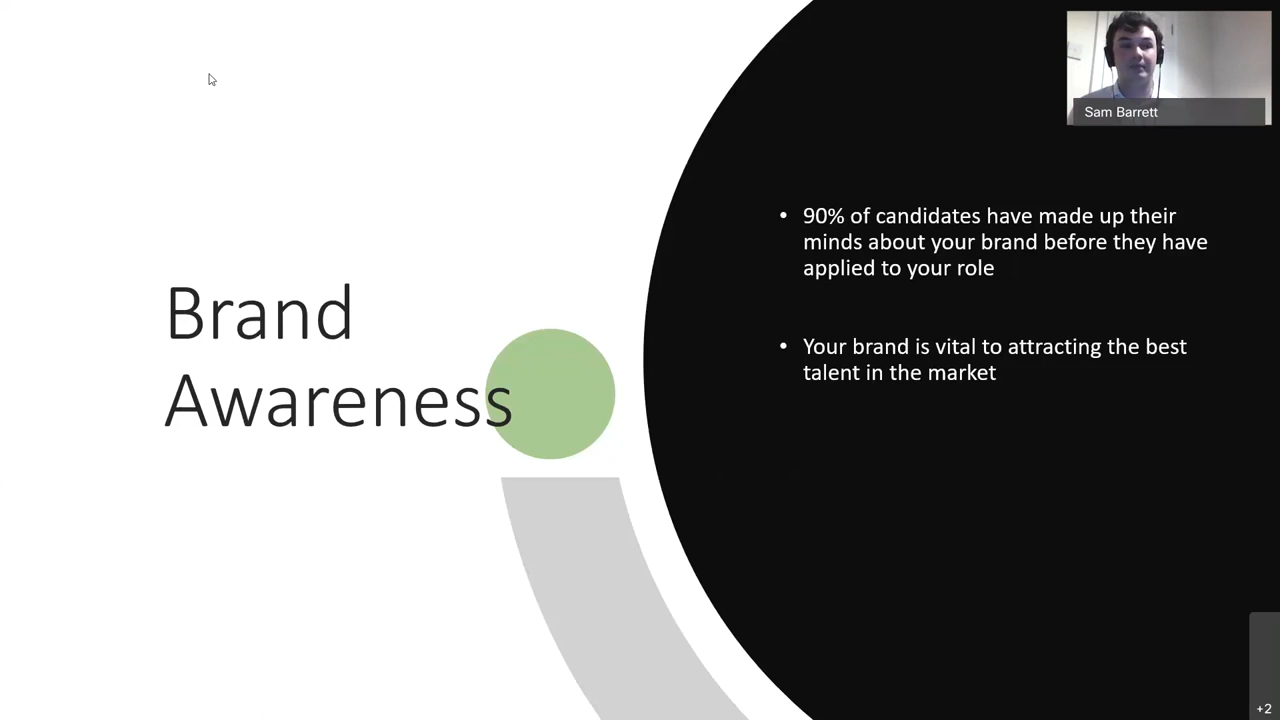 Brand
Awareness
• 90% of candidates have made up their
minds about your brand before they have
applied to your role
• Your brand is vital to attracting the best
talent in the market
Sam Barrett
+2